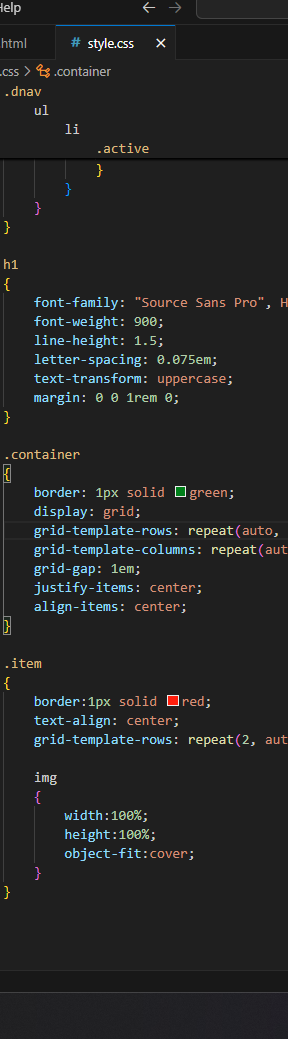 Help
.html
# style.css
.css > .container
.dnav
ul
li
.active
}
}
}
}
h1
{
font-family: "Source Sans Pro", H
font-weight: 900;
line-height: 1.5;
letter-spacing: 0.075em;
text-transform: uppercase;
margin: 0 0 1rem 0;
}
.container
{
border: 1px solid green;
display: grid;
grid-template-rows: repeat(auto,
grid-template-columns: repeat(aut
grid-gap: 1em;
justify-items: center;
align-items: center;
}
.item
{
border:1px solid red;
text-align: center;
grid-template-rows: repeat(2, aut
img
{
width:100%;
height:100%;
object-fit:cover;
}
}